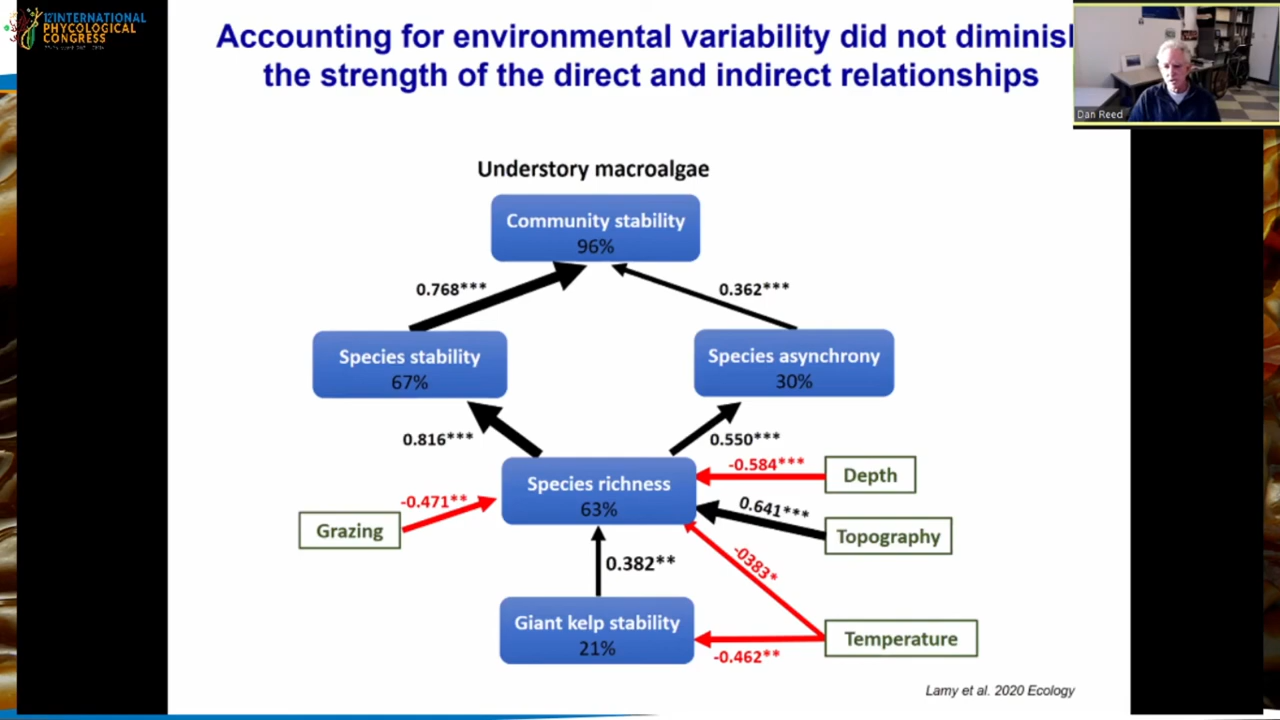 12th INTERNATIONAL
PHYCOLOGICAL
CONGRESS
Accounting for environmental variability did not diminish
the strength of the direct and indirect relationships
Dan Reed
Understory macroalgae
Community stability
96%
0.768***
0.362***
Species stability
67%
Species asynchrony
30%
0.816***
0.550***
Species richness
63%
-0.584***
Depth
-0.471**
Grazing
0.641***
Topography
0.382**
-0383*
Giant kelp stability
21%
Temperature
-0.462**
Lamy et al. 2020 Ecology